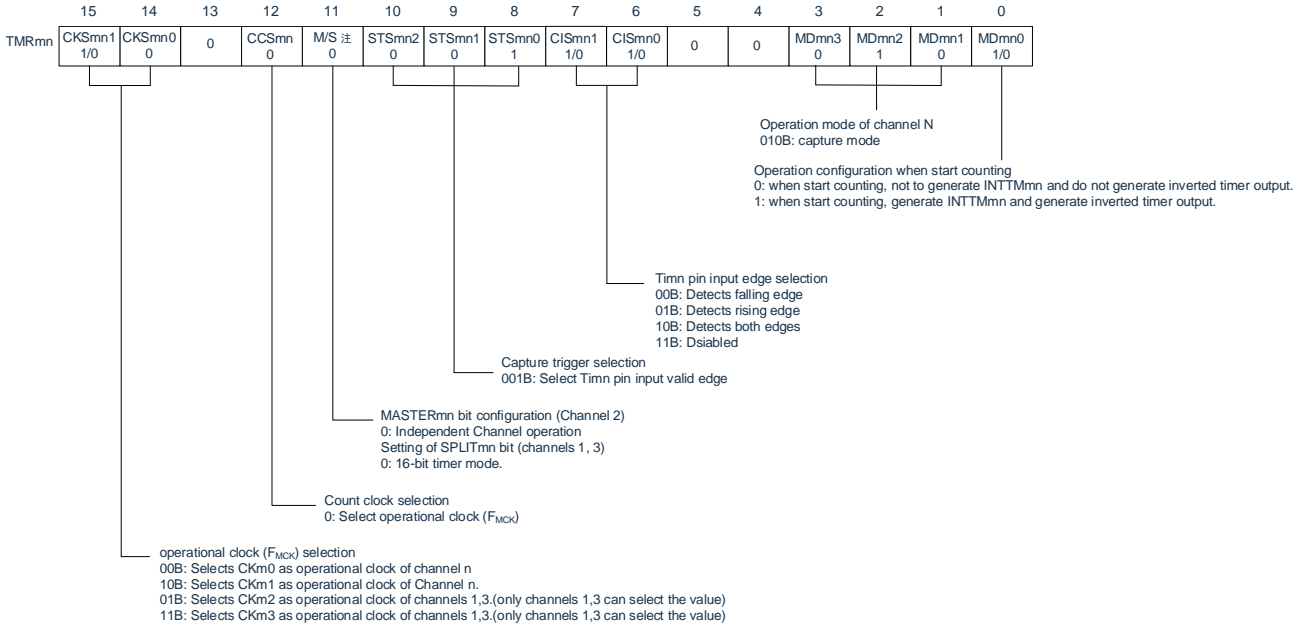 15 14 13 12 11 10 9 8 7 6 5 4 3 2 1 0
TMRmn CKSmn1 CKSmn0 0 CCSmn M/S 注 STSmn2 STSmn1 STSmn0 CISmn1 CISmn0 0 0 MDmn3 MDmn2 MDmn1 MDmn0
1/0 0 0 0 0 0 1 1/0 1/0 0 1 0 1/0
Operation mode of channel N
010B: capture mode
Operation configuration when start counting
0: when start counting, not to generate INTTMmn and do not generate inverted timer output.
1: when start counting, generate INTTMmn and generate inverted timer output.
Timn pin input edge selection
00B: Detects falling edge
01B: Detects rising edge
10B: Detects both edges
11B: Dsiabled
Capture trigger selection
001B: Select Timn pin input valid edge
MASTERmn bit configuration (Channel 2)
0: Independent Channel operation
Setting of SPLITmn bit (channels 1, 3)
0: 16-bit timer mode.
Count clock selection
0: Select operational clock (FMCK)
operational clock (FMCK) selection
00B: Selects CKm0 as operational clock of channel n
10B: Selects CKm1 as operational clock of Channel n.
01B: Selects CKm2 as operational clock of channels 1,3.(only channels 1,3 can select the value)
11B: Selects CKm3 as operational clock of channels 1,3.(only channels 1,3 can select the value)